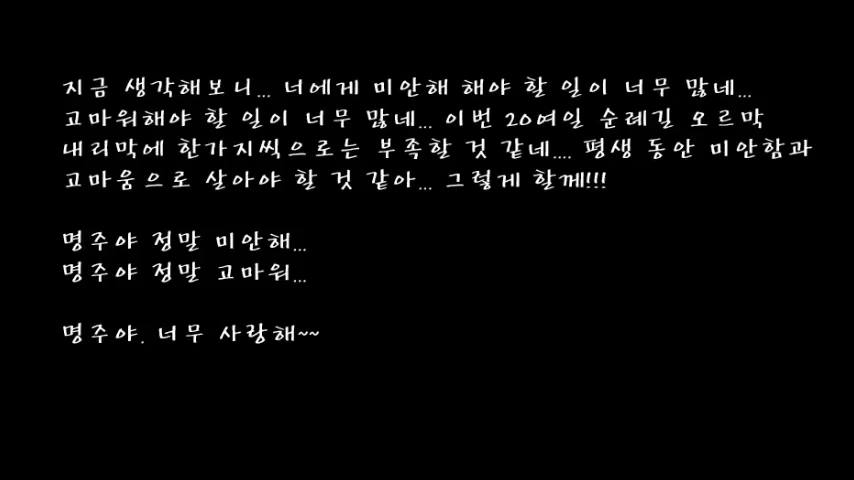 지금 생각해보니... 너에게 미안해 해야 할 일이 너무 많네...
고마워해야 할 일이 너무 많네... 이번 20여일 순례길 오르막
내리막에 한가지씩으로는 부족할 것 같네.... 평생 동안 미안함과
고마움으로 살아야 할 것 같아... 그렇게 할께!!!
명주야 정말 미안해...
명주야 정말 고마워...
명주야. 너무 사랑해~~